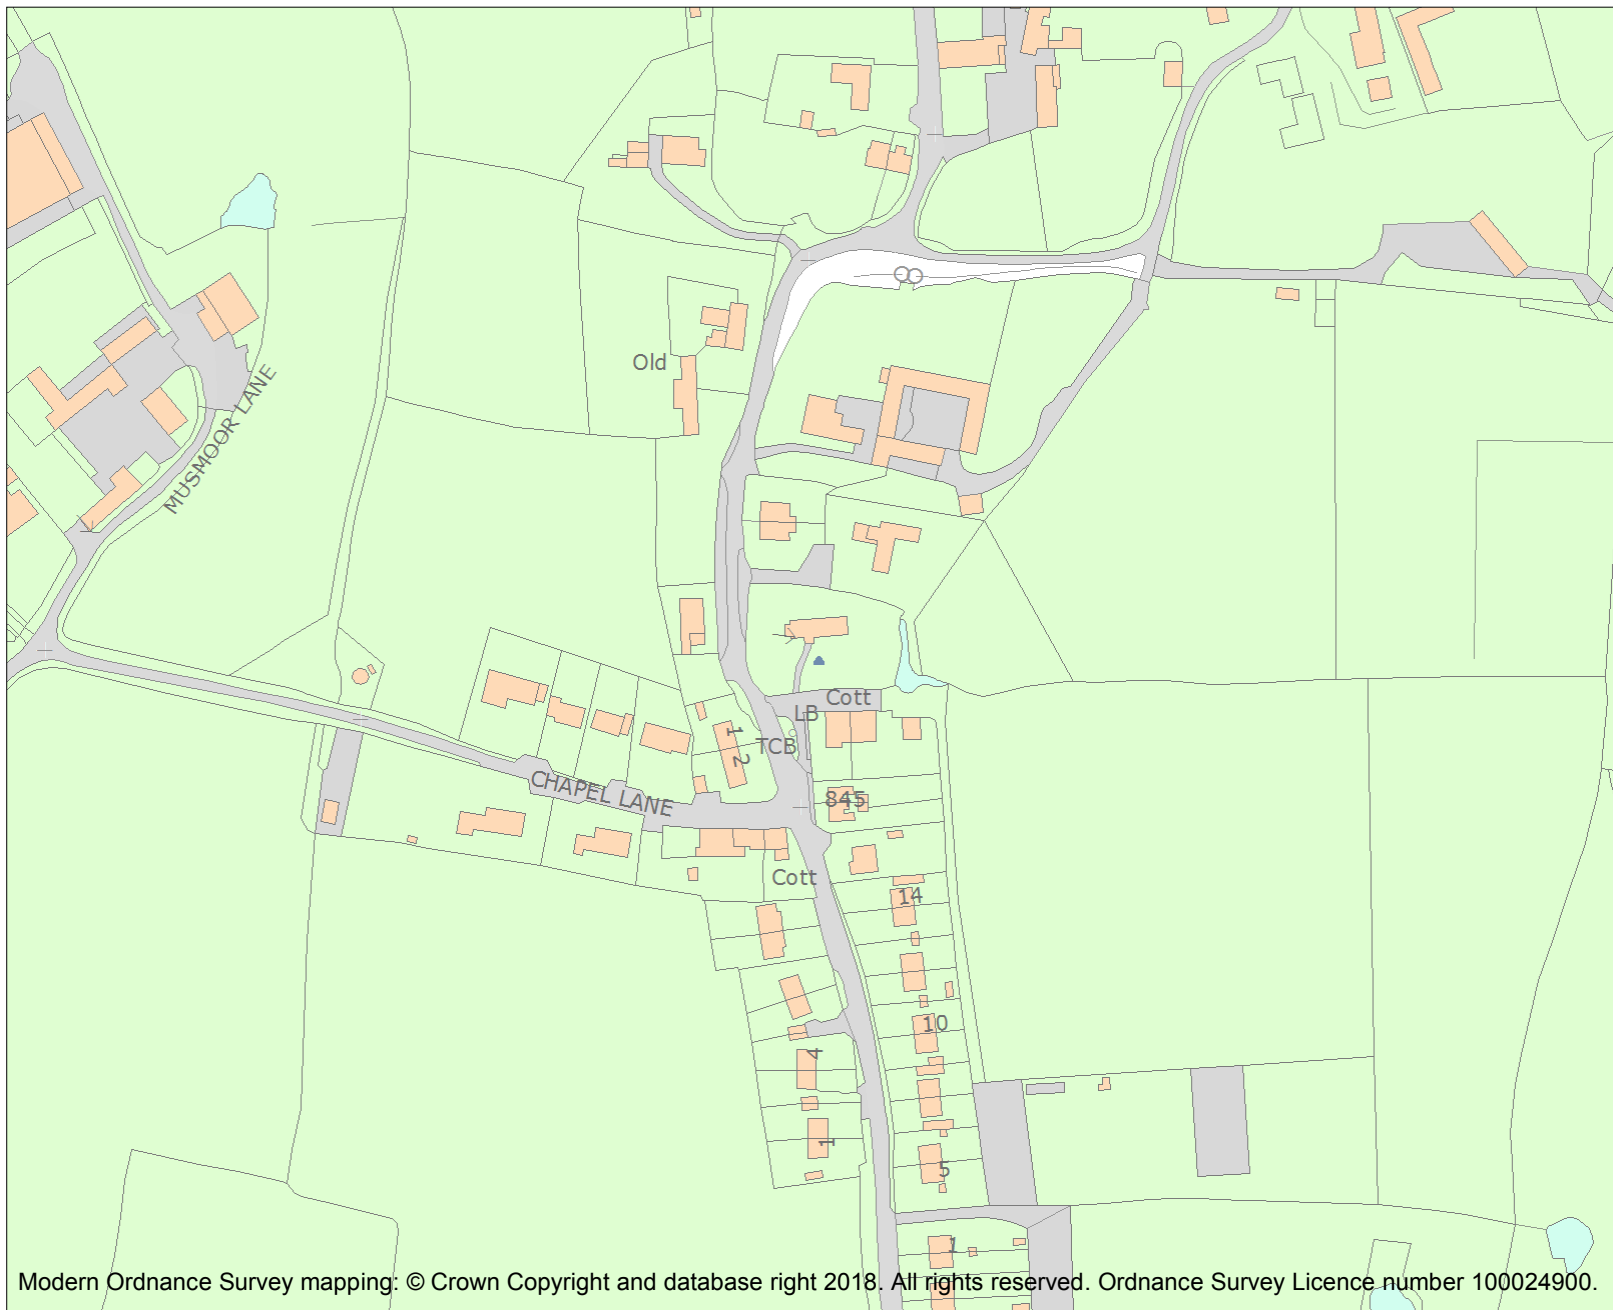 Old
MUSMOOR LANE
Cott
LB
1
2
TCB
CHAPEL LANE
845
Cott
14
10
4
1
5
1
Modern Ordnance Survey mapping: © Crown Copyright and database right 2018. All rights reserved. Ordnance Survey Licence number 100024900.